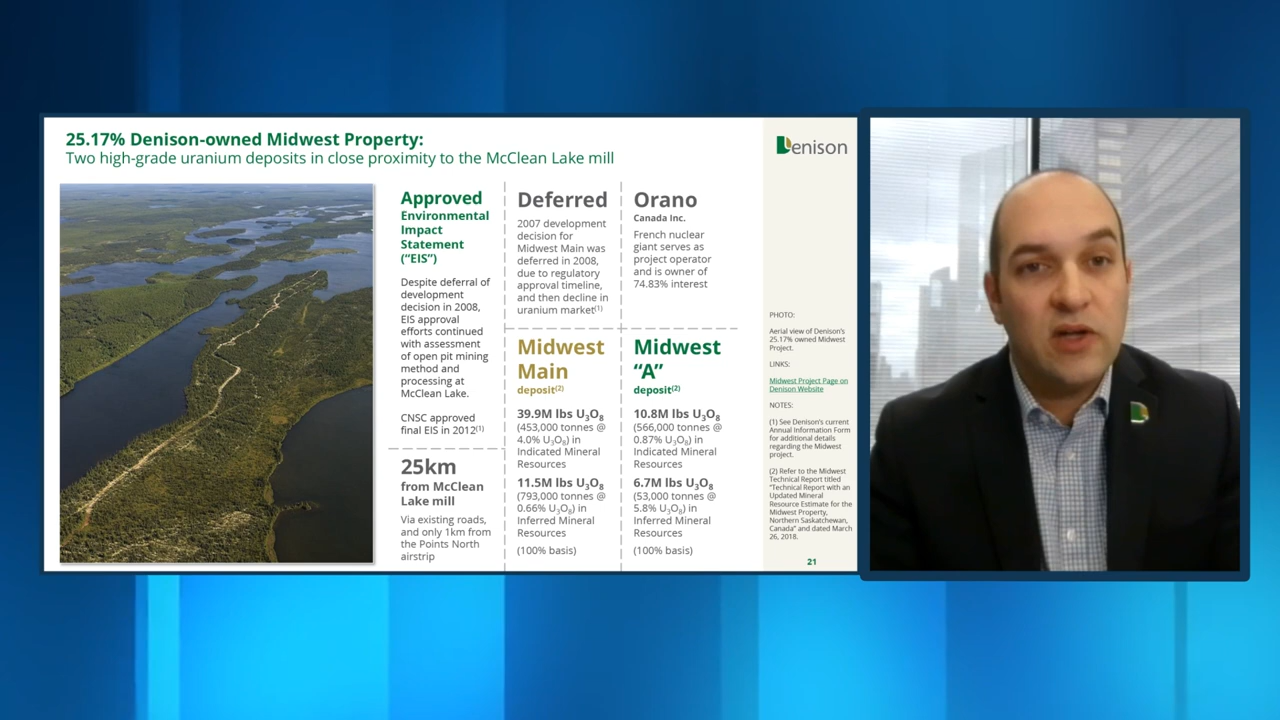 25.17% Denison-owned Midwest Property:
Two high-grade uranium deposits in close proximity to the McClean Lake mill
Approved
Environmental
Impact
Statement
(“EIS”)
Despite deferral of
development
decision in 2008,
EIS approval
efforts continued
with assessment
of open pit mining
method and
processing at
McClean Lake.
CNSC approved
final EIS in 2012(1)
25km
from McClean
Lake mill
Via existing roads,
and only 1km from
the Points North
airstrip
Deferred
2007 development
decision for
Midwest Main was
deferred in 2008,
due to regulatory
approval timeline,
and then decline in
uranium market(1)
Midwest
Main
deposit(2)
39.9M lbs U3O8
(453,000 tonnes @
4.0% U3O8) in
Indicated Mineral
Resources
11.5M lbs U3O8
(793,000 tonnes @
0.66% U3O8) in
Inferred Mineral
Resources
(100% basis)
Orano
Canada Inc.
French nuclear
giant serves as
project operator
and is owner of
74.83% interest
Midwest
“A”
deposit(2)
10.8M lbs U3O8
(566,000 tonnes @
0.87% U3O8) in
Indicated Mineral
Resources
6.7M lbs U3O8
(53,000 tonnes @
5.8% U3O8) in
Inferred Mineral
Resources
(100% basis)
Denison
PHOTO:
Aerial view of Denison’s
25.17% owned Midwest
Project.
LINKS:
Midwest Project Page on
Denison Website
NOTES:
(1) See Denison’s current
Annual Information Form
for additional details
regarding the Midwest
project.
(2) Refer to the Midwest
Technical Report titled
“Technical Report with an
Updated Mineral
Resource Estimate for the
Midwest Property,
Northern Saskatchewan,
Canada” and dated March
26, 2018.
21